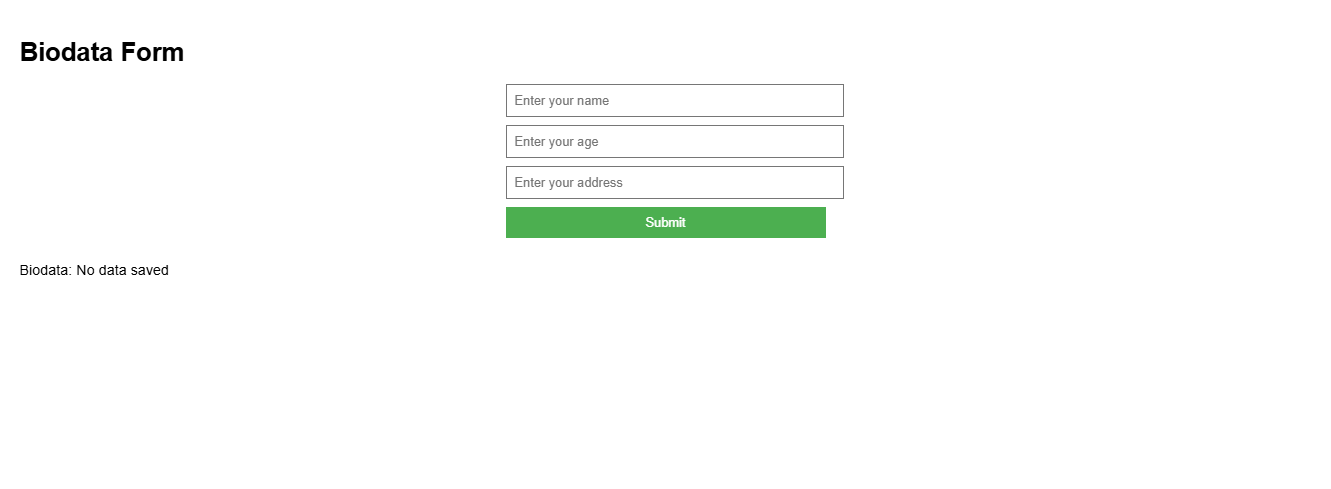 Biodata Form
Enter your name
Enter your age
Enter your address
Submit
Biodata: No data saved